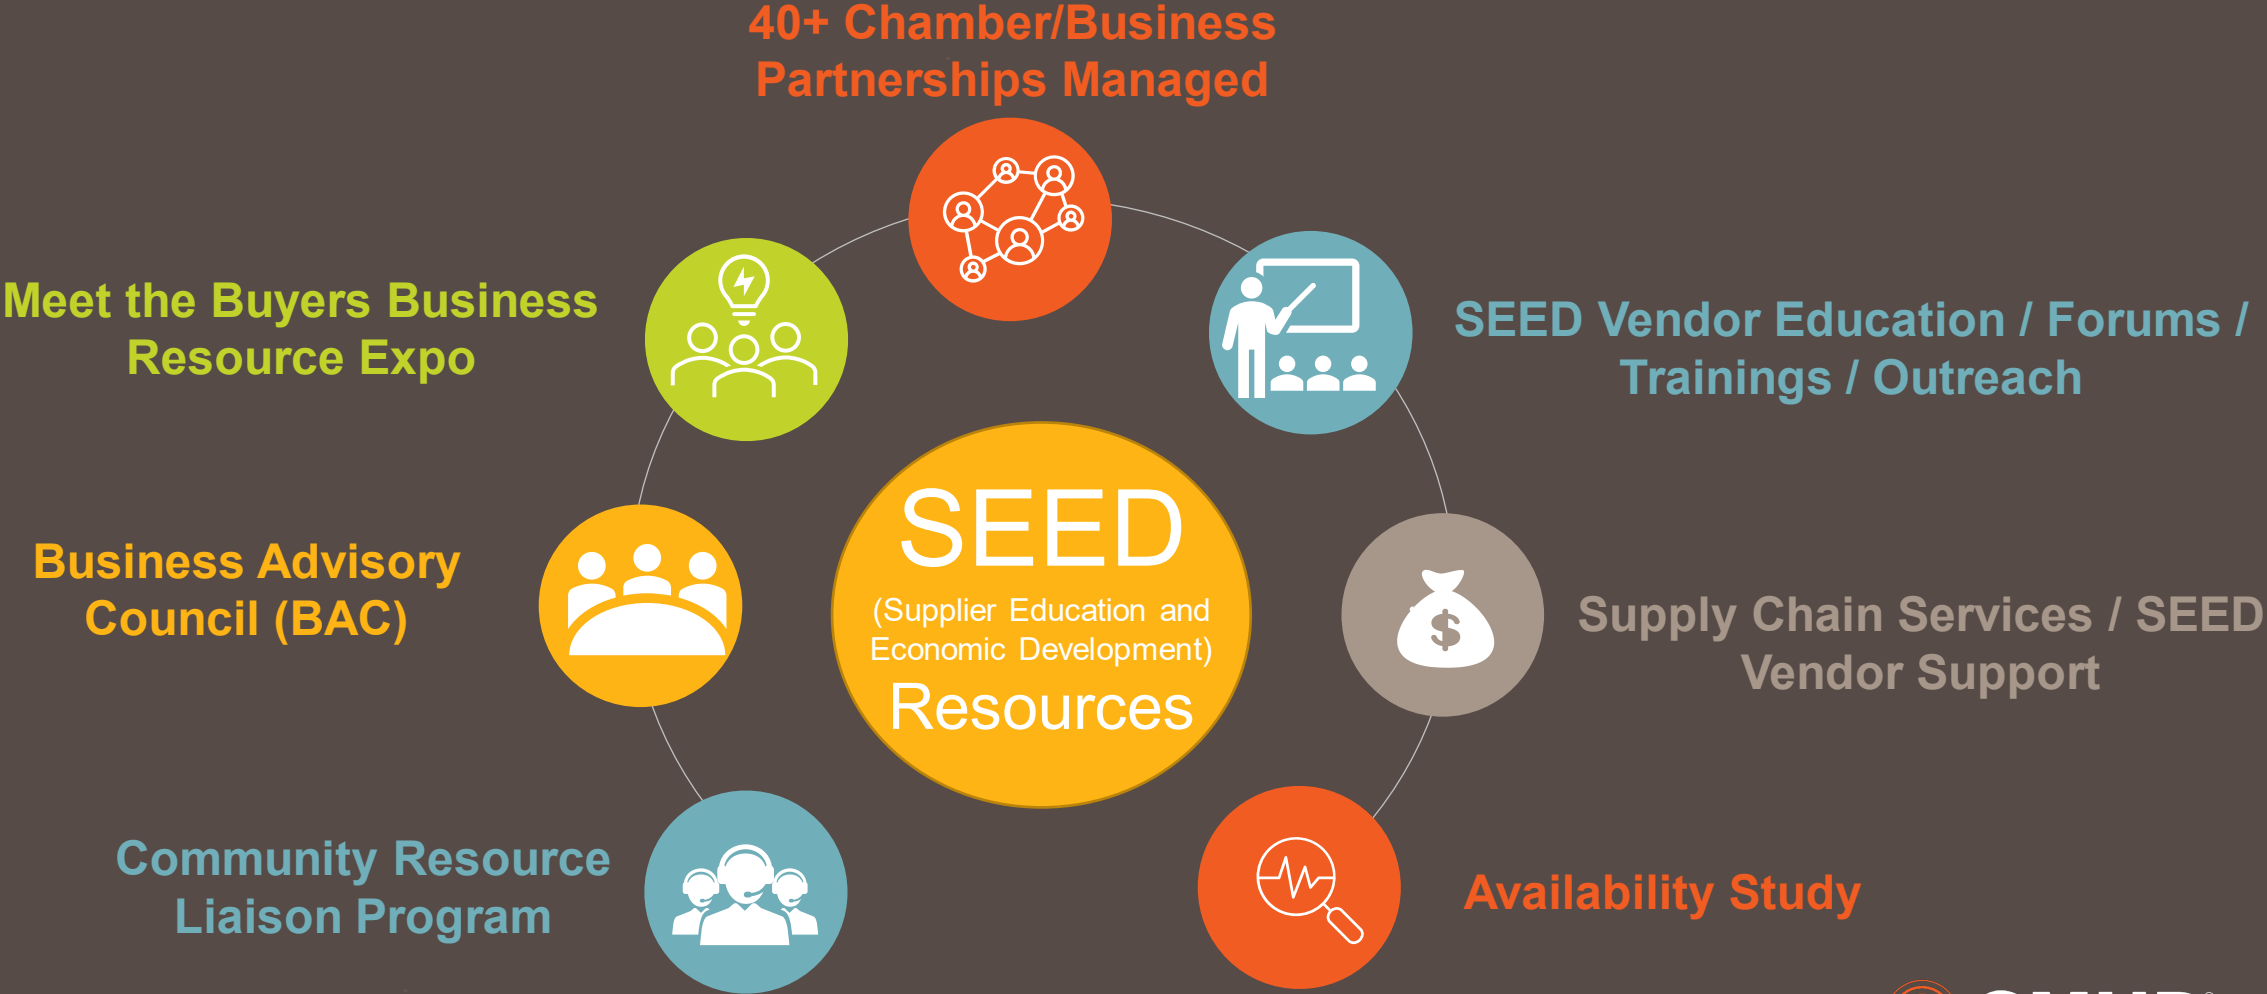 40+ Chamber/Business
Partnerships Managed
Meet the Buyers Business
Resource Expo
SEED Vendor Education / Forums /
Trainings / Outreach
SEED
(Supplier Education and
Economic Development)
Resources
Business Advisory
Council (BAC)
Supply Chain Services / SEED
Vendor Support
$
Community Resource
Liaison Program
Availability Study